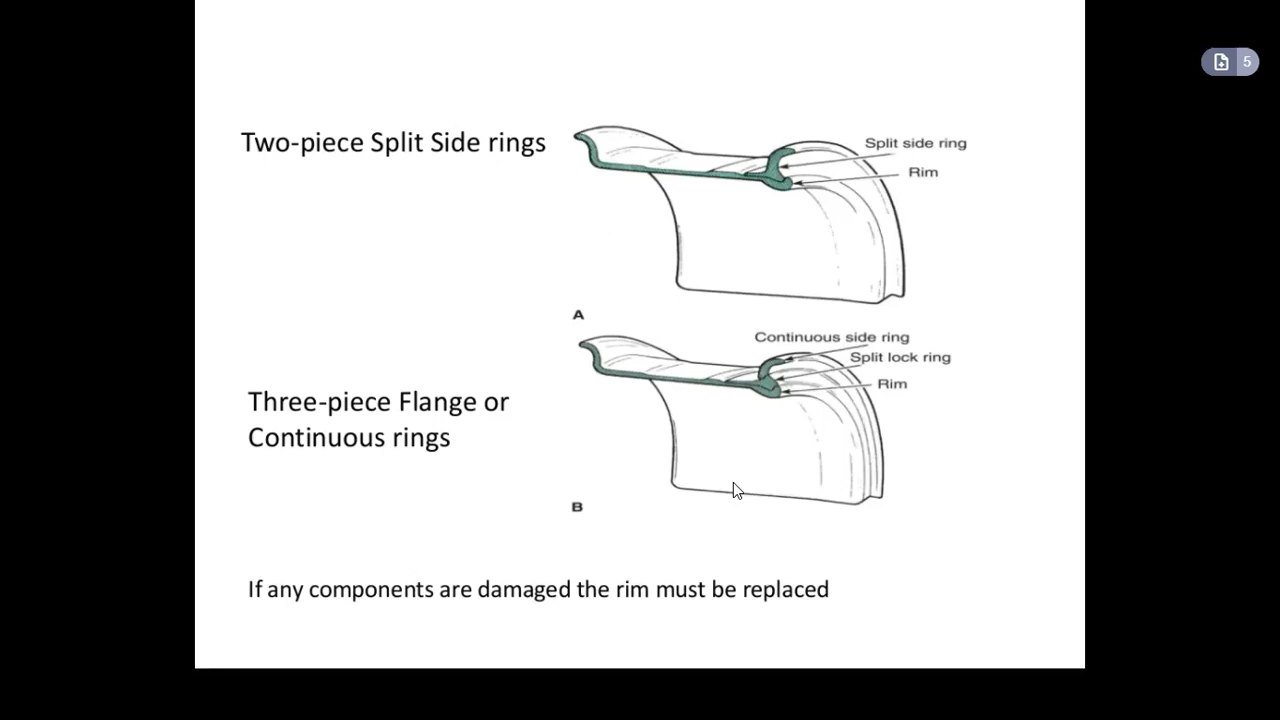 5
Two-piece Split Side rings
Split side ring
Rim
A
Continuous side ring
Split lock ring
Rim
Three-piece Flange or
Continuous rings
B
If any components are damaged the rim must be replaced